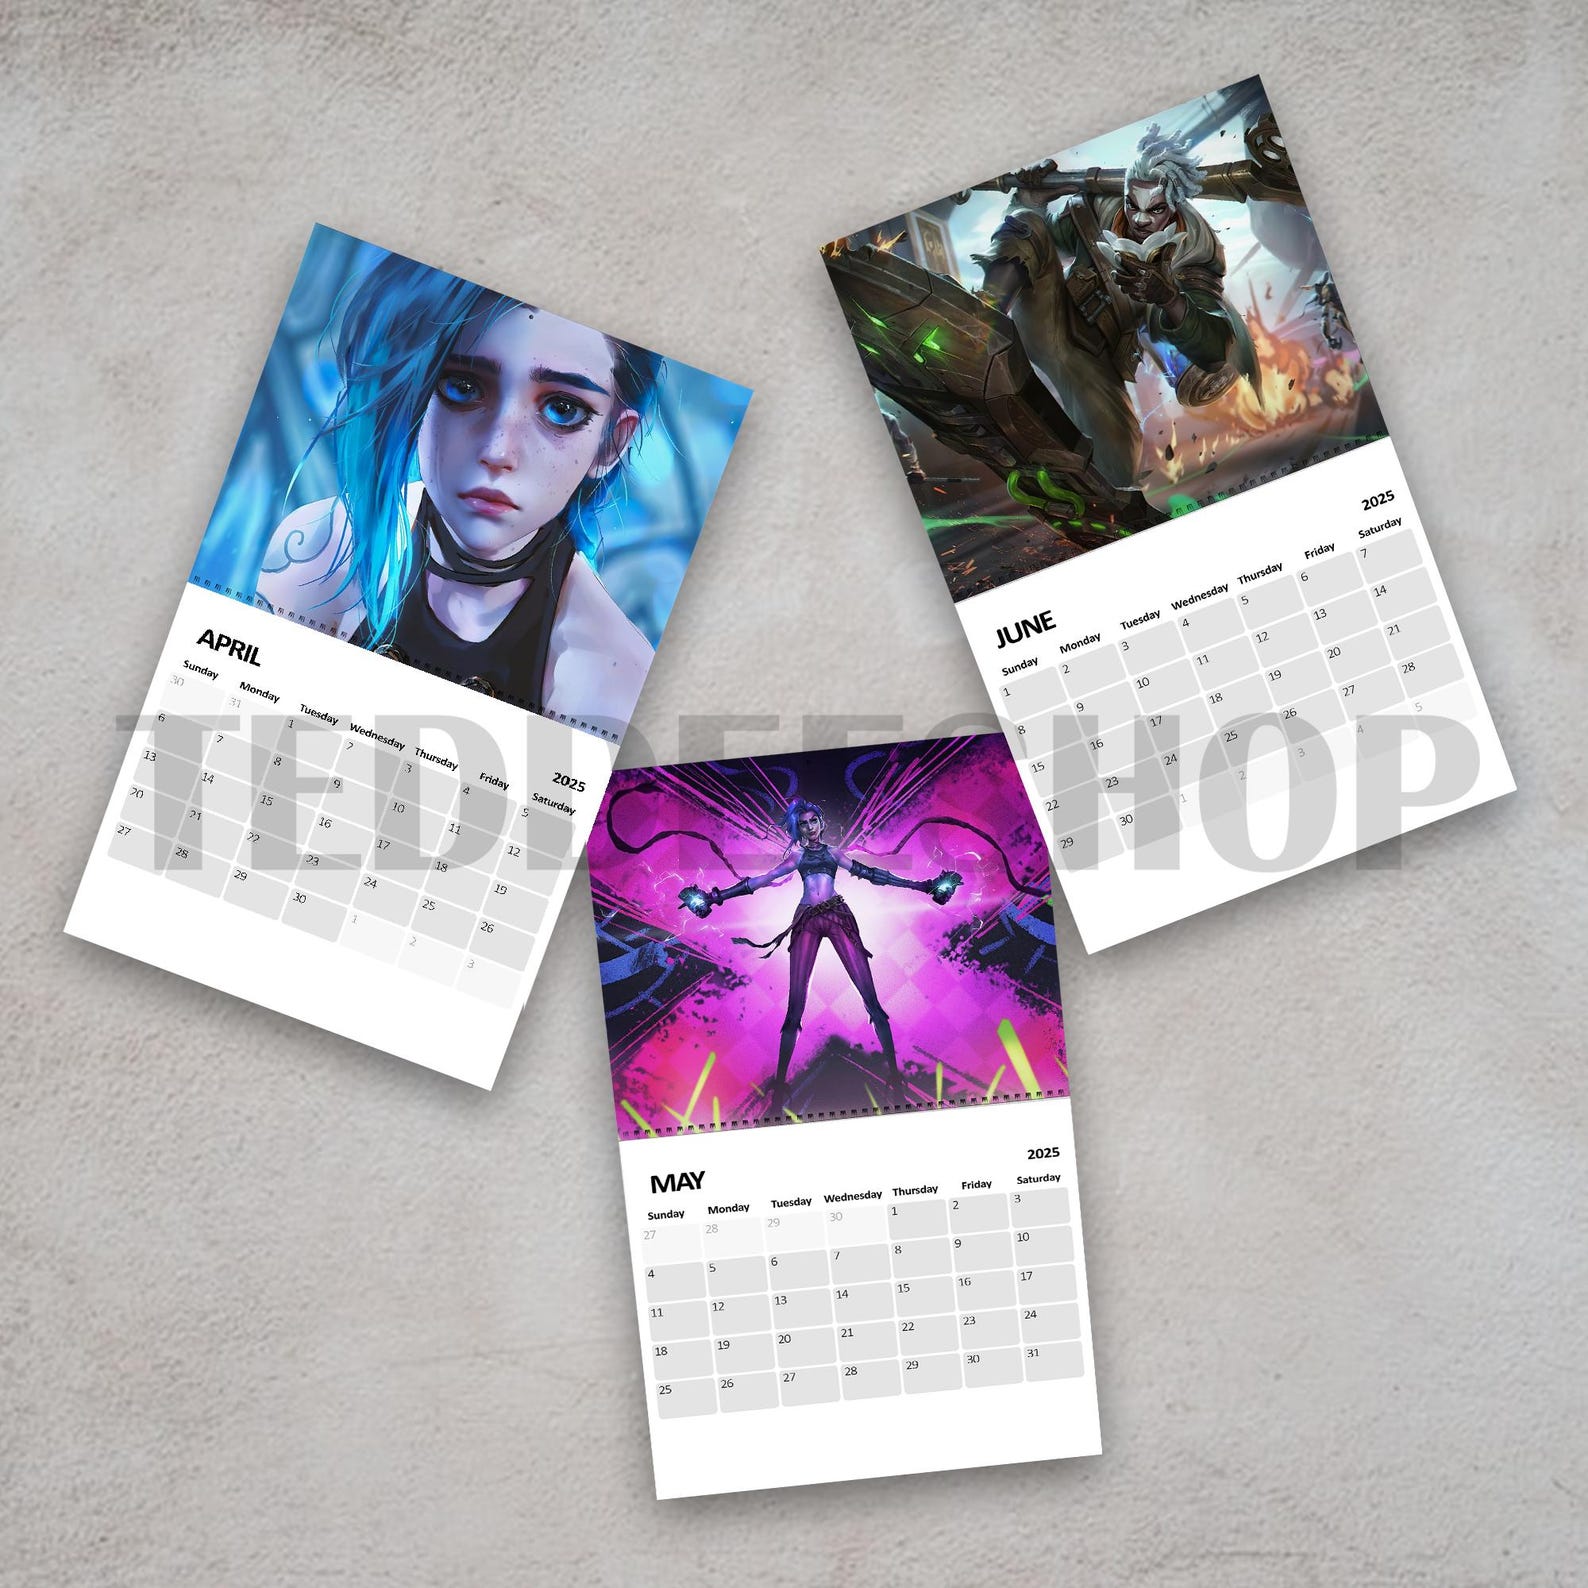 APRIL
2025
Sunday Monday Tuesday Wednesday Thursday Friday Saturday
30 31 1 2 3 4 5
6 7 8 9 10 11 12
13 14 15 16 17 18 19
20 21 22 23 24 25 26
27 28 29 30 1 2 3
JUNE
2025
Sunday Monday Tuesday Wednesday Thursday Friday Saturday
1 2 3 4 5 6 7
8 9 10 11 12 13 14
15 16 17 18 19 20 21
22 23 24 25 26 27 28
29 30 1 2 3 4 5
TEDDEESHOP
MAY
2025
Sunday Monday Tuesday Wednesday Thursday Friday Saturday
27 28 29 30 1 2 3
4 5 6 7 8 9 10
11 12 13 14 15 16 17
18 19 20 21 22 23 24
25 26 27 28 29 30 31